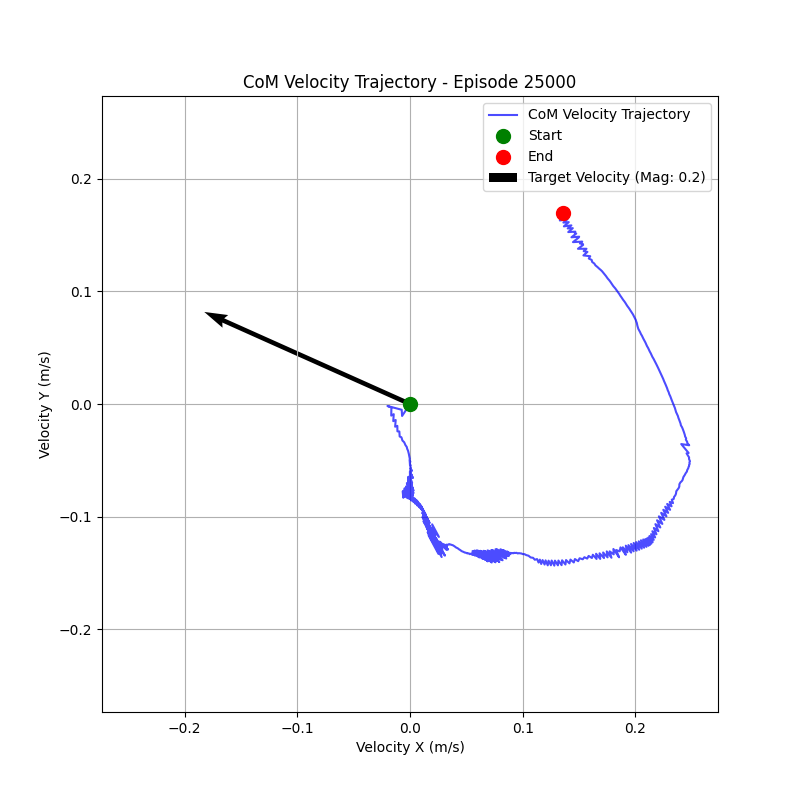 CoM Velocity Trajectory - Episode 25000
CoM Velocity Trajectory
Start
End
Target Velocity (Mag: 0.2)
Velocity Y (m/s)
0.2
0.1
0.0
−0.1
−0.2
−0.2
−0.1
0.0
0.1
0.2
Velocity X (m/s)